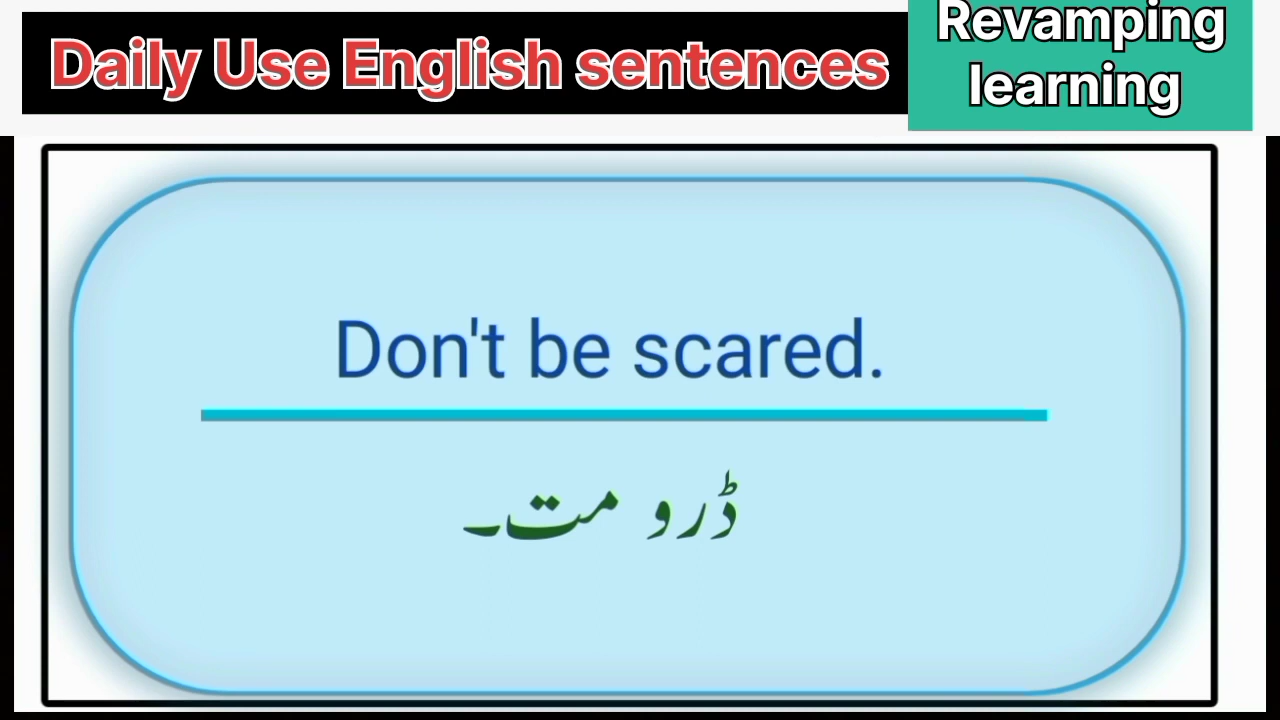 Daily Use English sentences
Revamping
learning
Don't be scared.
ڈرو مت۔